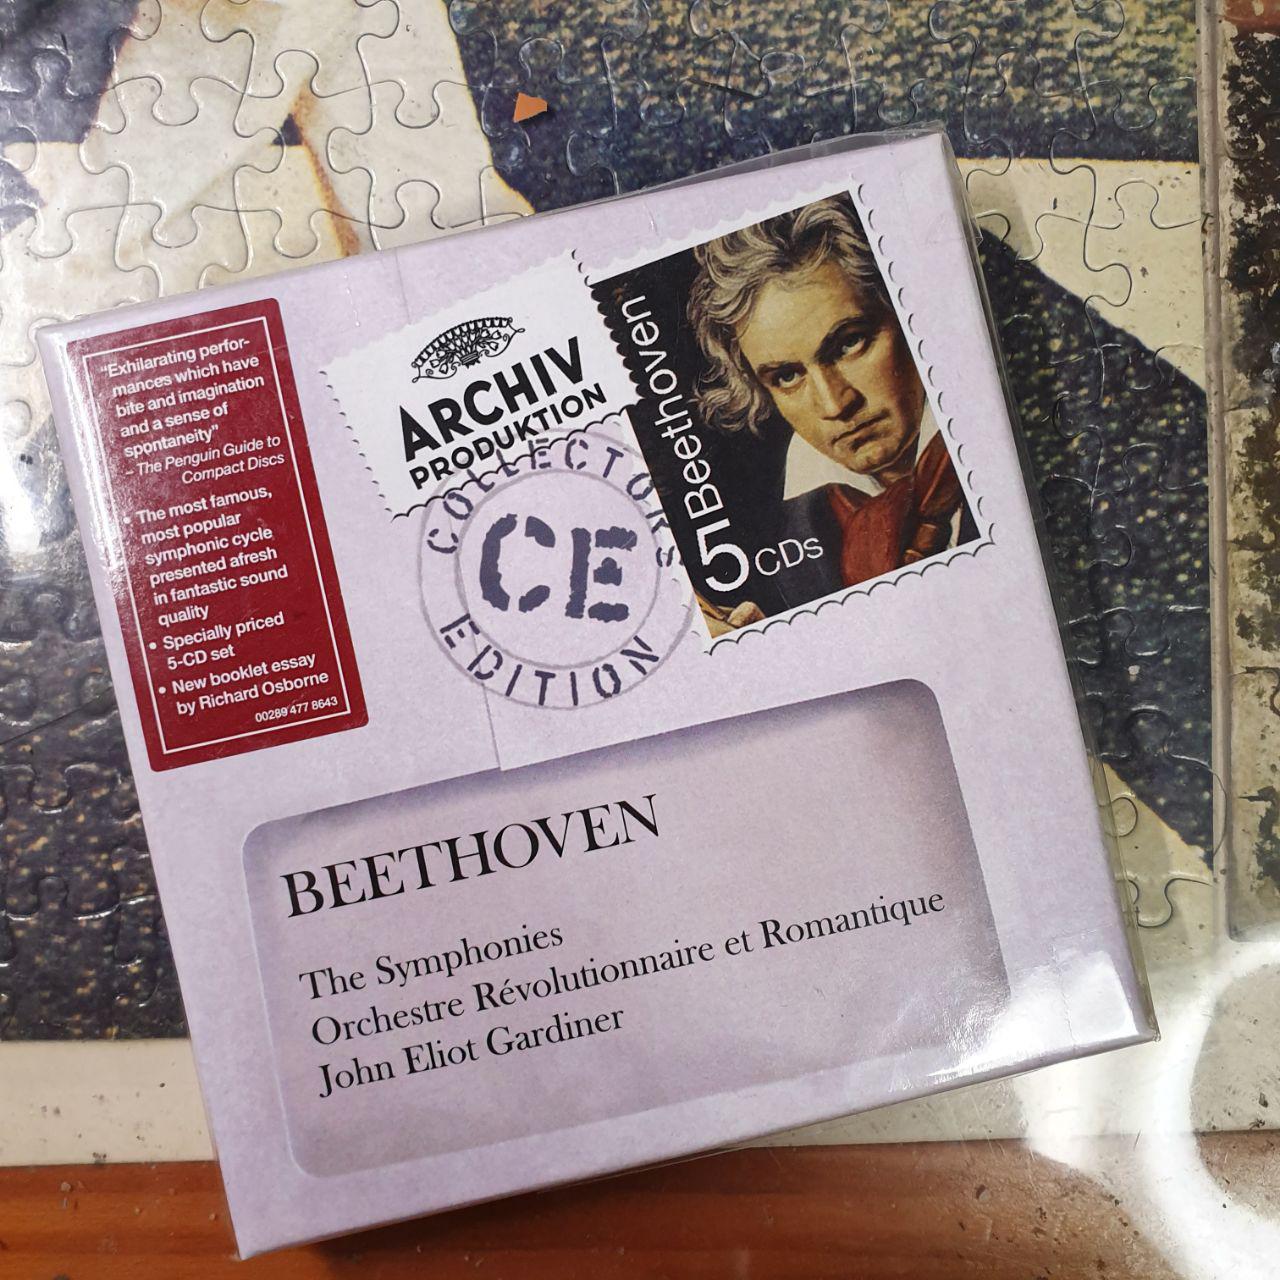 “Exhilarating perfor-
mances which have
bite and imagination
and a sense of
spontaneity”
– The Penguin Guide to
Compact Discs
• The most famous,
most popular
symphonic cycle
presented afresh
in fantastic sound
quality
• Specially priced
5-CD set
• New booklet essay
by Richard Osborne
00289 477 8643
ARCHIV
PRODUKTION
COLLECTORS
CE
EDITION
Beethoven
5 CDs
BEETHOVEN
The Symphonies
Orchestre Révolutionnaire et Romantique
John Eliot Gardiner